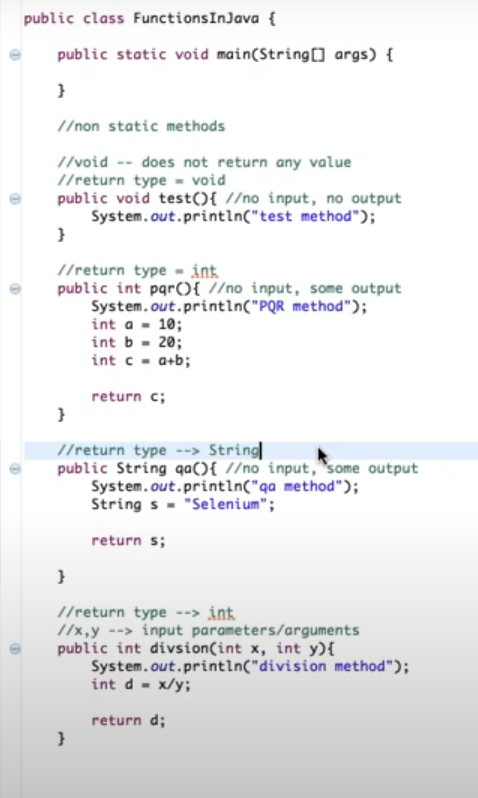 public class FunctionsInJava {
public static void main(String[] args) {
}
//non static methods
//void -- does not return any value
//return type = void
public void test(){ //no input, no output
System.out.println("test method");
}
//return type = int
public int pqr(){ //no input, some output
System.out.println("PQR method");
int a = 10;
int b = 20;
int c = a+b;
return c;
}
//return type --> String
public String qa(){ //no input, some output
System.out.println("qa method");
String s = "Selenium";
return s;
}
//return type --> int
//x,y --> input parameters/arguments
public int divsion(int x, int y){
System.out.println("division method");
int d = x/y;
return d;
}